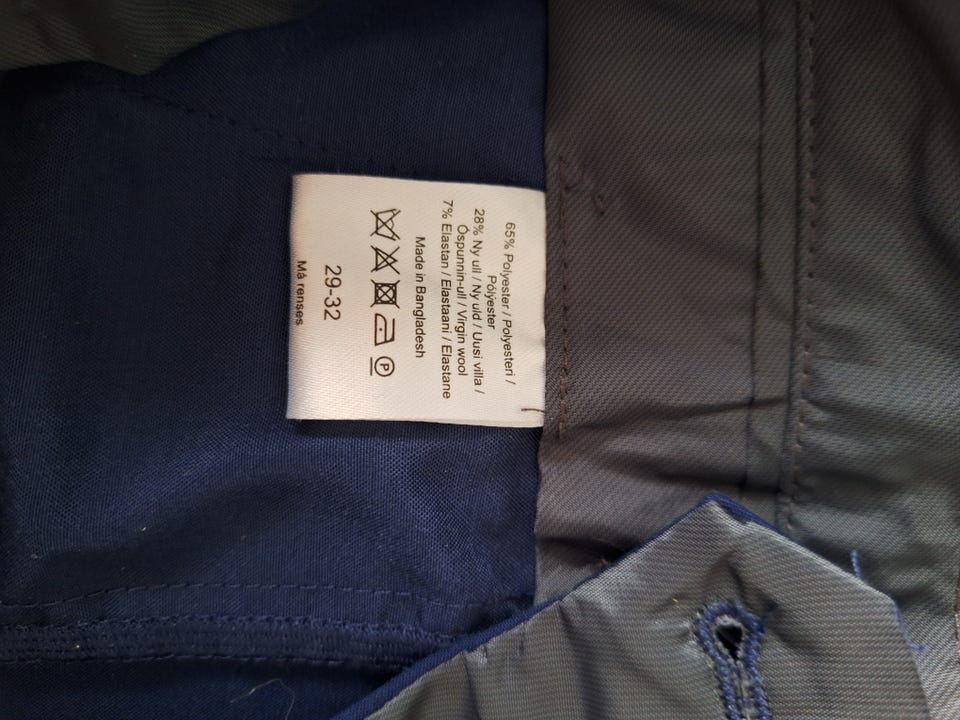 65% Polyester / Polyesteri /
Pólýester
28% Ny ull / Ny uld / Uusi villa /
Óspunnin-ull / Virgin wool
7% Elastan / Elastaani / Elastane
Made in Bangladesh
P
29-32
Må renses